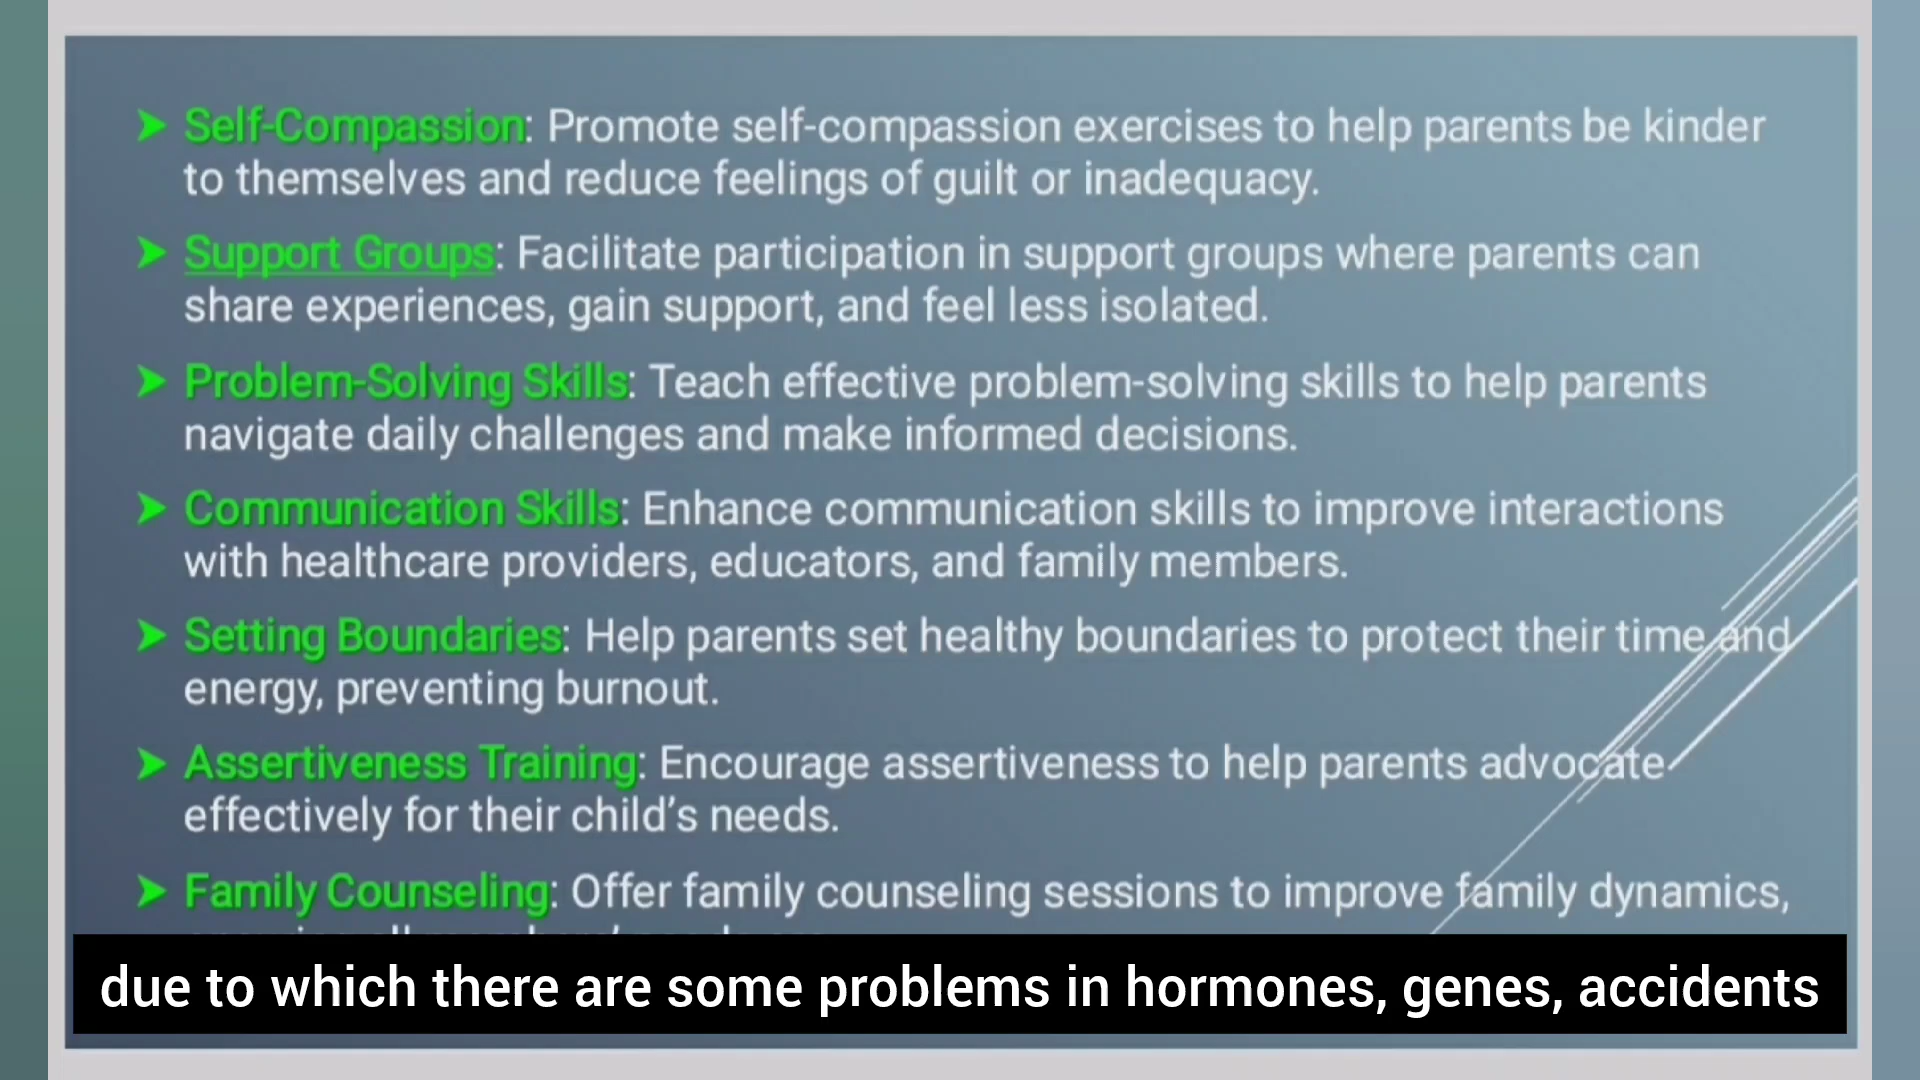 ➤ Self-Compassion: Promote self-compassion exercises to help parents be kinder
to themselves and reduce feelings of guilt or inadequacy.
➤ Support Groups: Facilitate participation in support groups where parents can
share experiences, gain support, and feel less isolated.
➤ Problem-Solving Skills: Teach effective problem-solving skills to help parents
navigate daily challenges and make informed decisions.
➤ Communication Skills: Enhance communication skills to improve interactions
with healthcare providers, educators, and family members.
➤ Setting Boundaries: Help parents set healthy boundaries to protect their time and
energy, preventing burnout.
➤ Assertiveness Training: Encourage assertiveness to help parents advocate
effectively for their child’s needs.
➤ Family Counseling: Offer family counseling sessions to improve family dynamics,
due to which there are some problems in hormones, genes, accidents